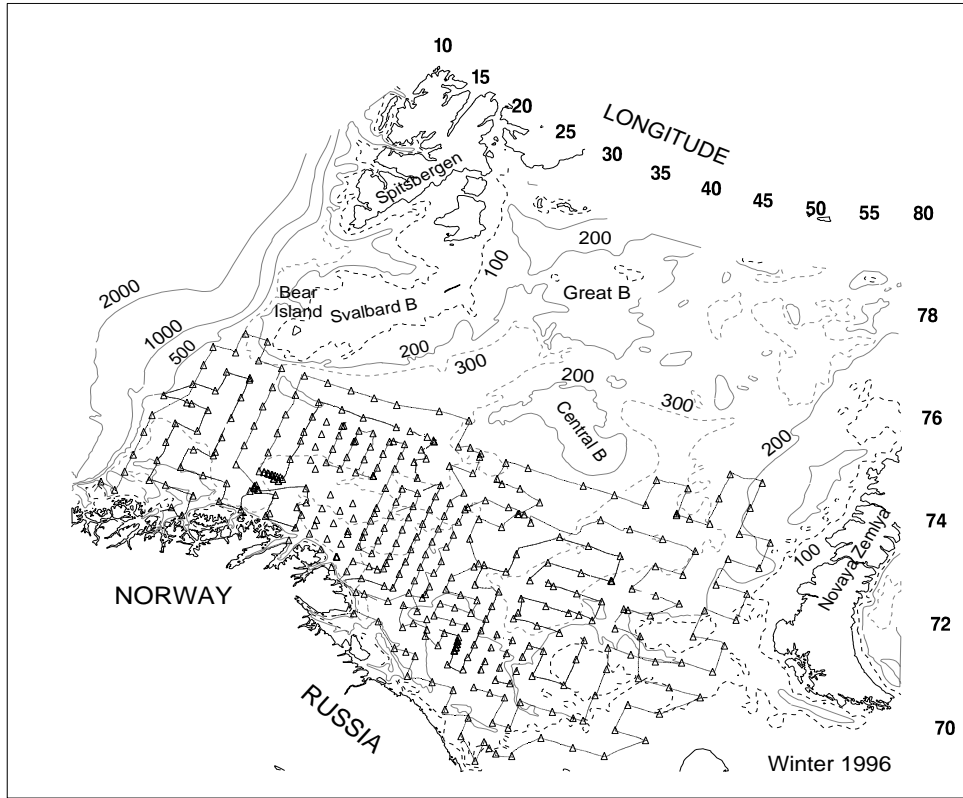 10
15
20
25
30
35
40
45
50
55
80
LONGITUDE
Spitsbergen
200
100
2000
Bear
Island
Svalbard B
Great B
78
1000
500
200
300
200
300
Central B
200
76
74
100
Novaya Zemlya
NORWAY
72
RUSSIA
70
Winter 1996